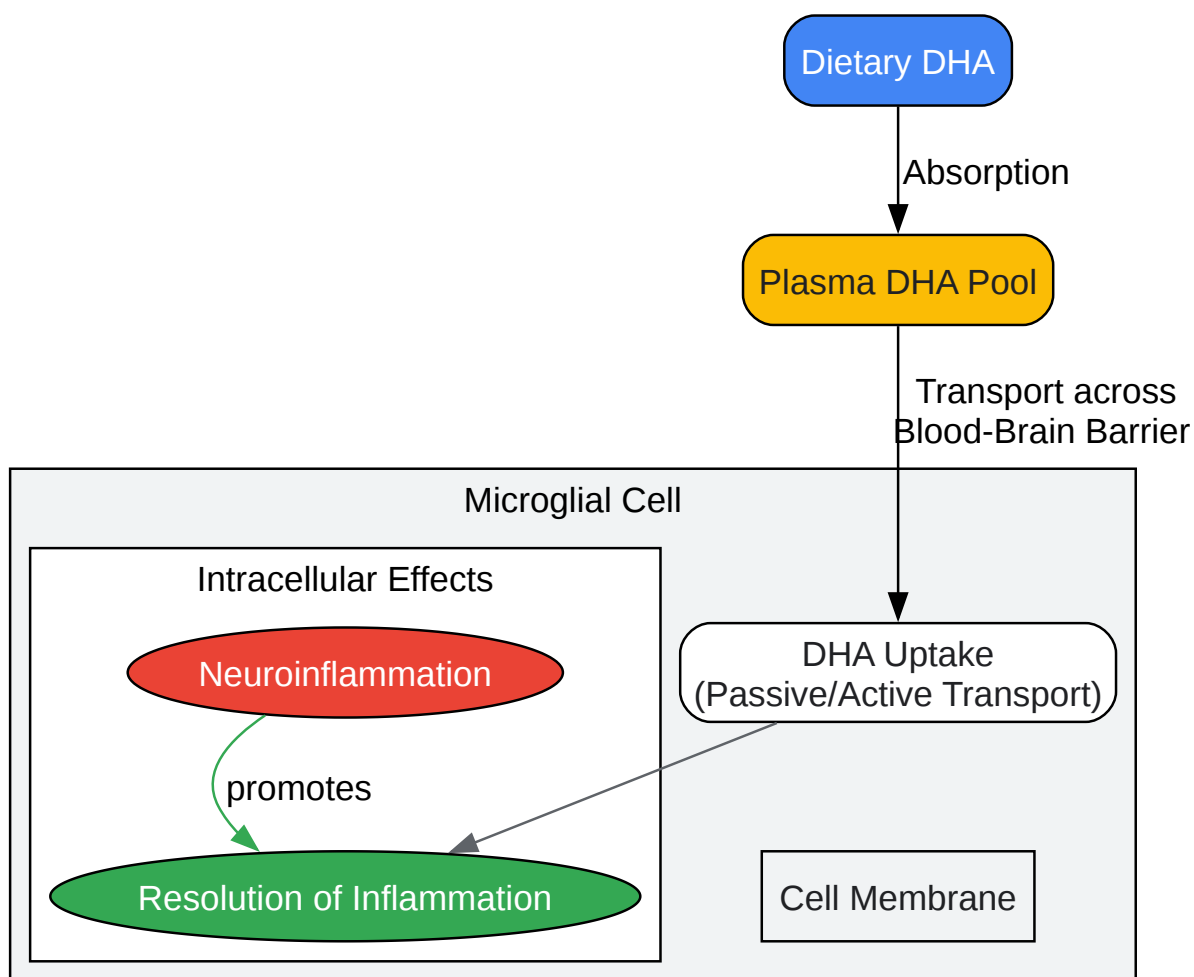 Dietary DHA
Absorption
Plasma DHA Pool
Transport across
Blood-Brain Barrier
Microglial Cell
Intracellular Effects
Neuroinflammation
DHA Uptake
(Passive/Active Transport)
promotes
Resolution of Inflammation
Cell Membrane